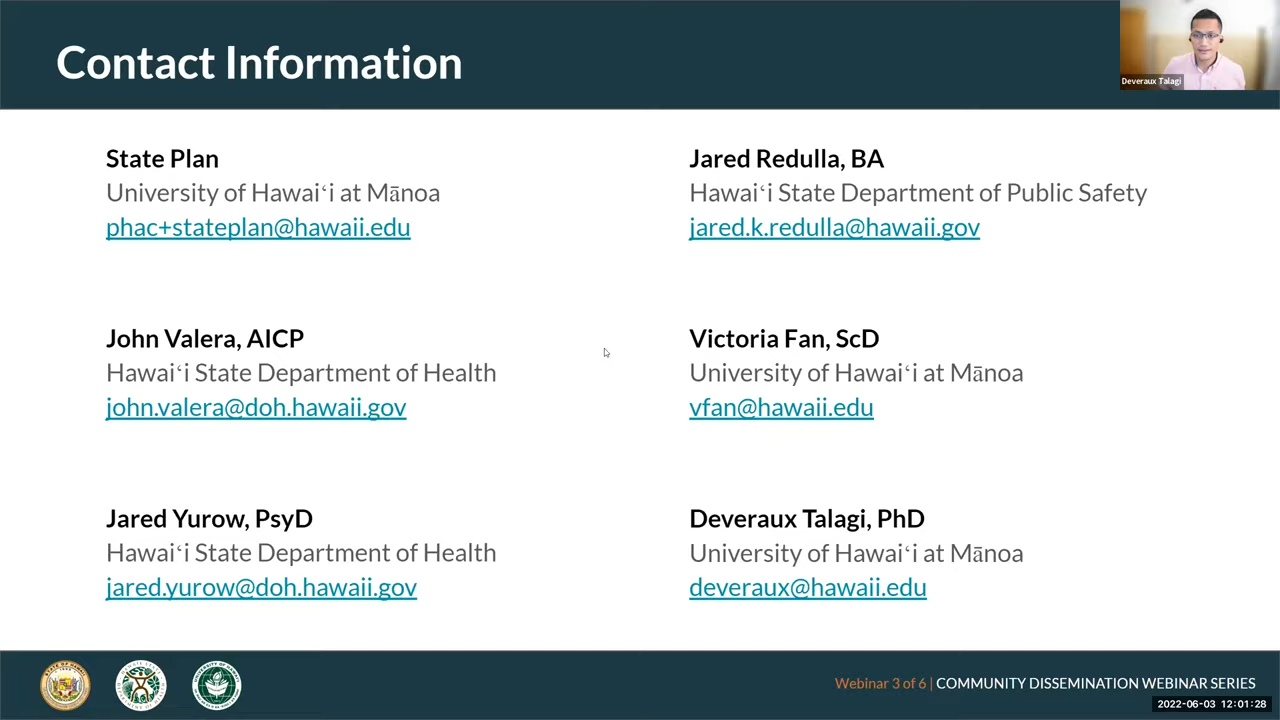 Contact Information
Deveraux Talagi
State Plan
University of Hawaiʻi at Mānoa
phac+stateplan@hawaii.edu
Jared Redulla, BA
Hawaiʻi State Department of Public Safety
jared.k.redulla@hawaii.gov
John Valera, AICP
Hawaiʻi State Department of Health
john.valera@doh.hawaii.gov
Victoria Fan, ScD
University of Hawaiʻi at Mānoa
vfan@hawaii.edu
Jared Yurow, PsyD
Hawaiʻi State Department of Health
jared.yurow@doh.hawaii.gov
Deveraux Talagi, PhD
University of Hawaiʻi at Mānoa
deveraux@hawaii.edu
STATE OF HAWAII
Webinar 3 of 6 | COMMUNITY DISSEMINATION WEBINAR SERIES
2022-06-03 12:01:28